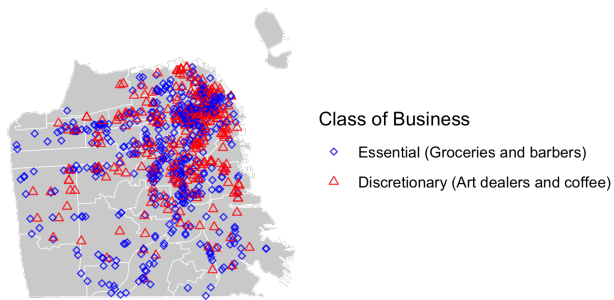 Class of Business
Essential (Groceries and barbers)
Discretionary (Art dealers and coffee)